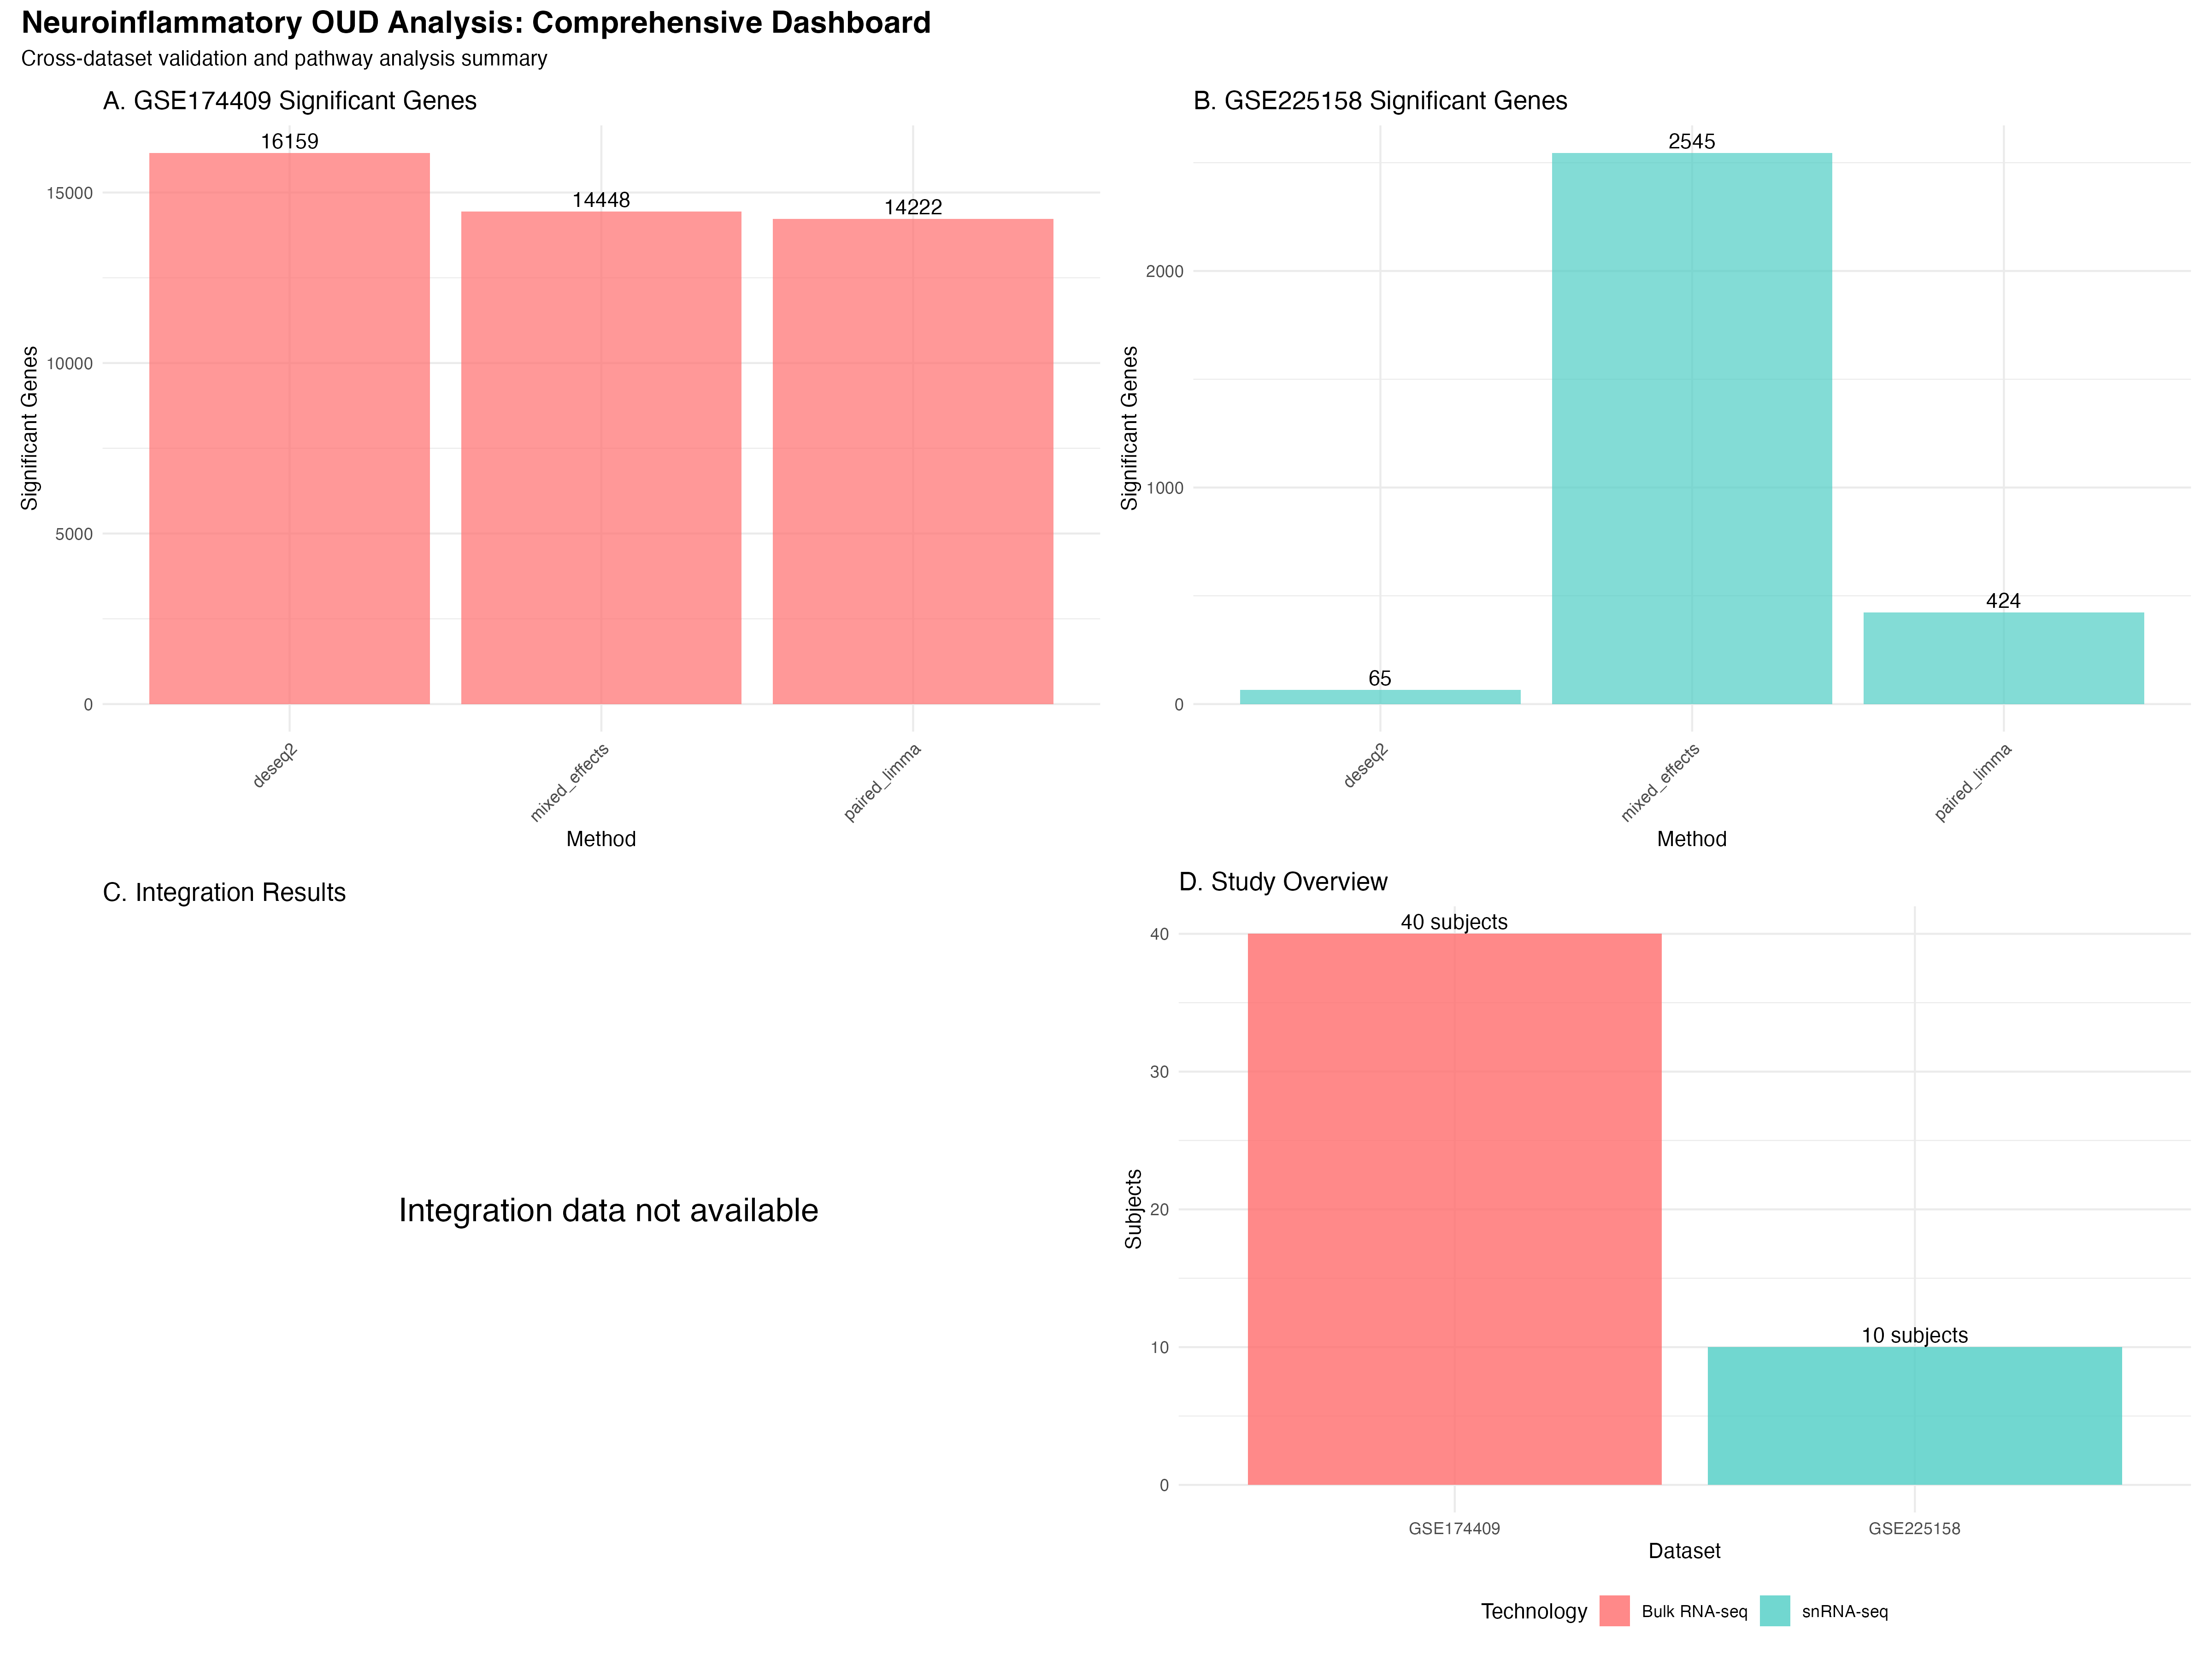 Neuroinflammatory OUD Analysis: Comprehensive Dashboard
Cross-dataset validation and pathway analysis summary
A. GSE174409 Significant Genes
Significant Genes
15000
10000
5000
0
16159
14448
14222
deseq2
mixed_effects
paired_limma
Method
B. GSE225158 Significant Genes
Significant Genes
2000
1000
0
65
2545
424
deseq2
mixed_effects
paired_limma
Method
C. Integration Results
Integration data not available
D. Study Overview
Subjects
40
30
20
10
0
40 subjects
10 subjects
GSE174409
GSE225158
Dataset
Technology
Bulk RNA-seq
snRNA-seq